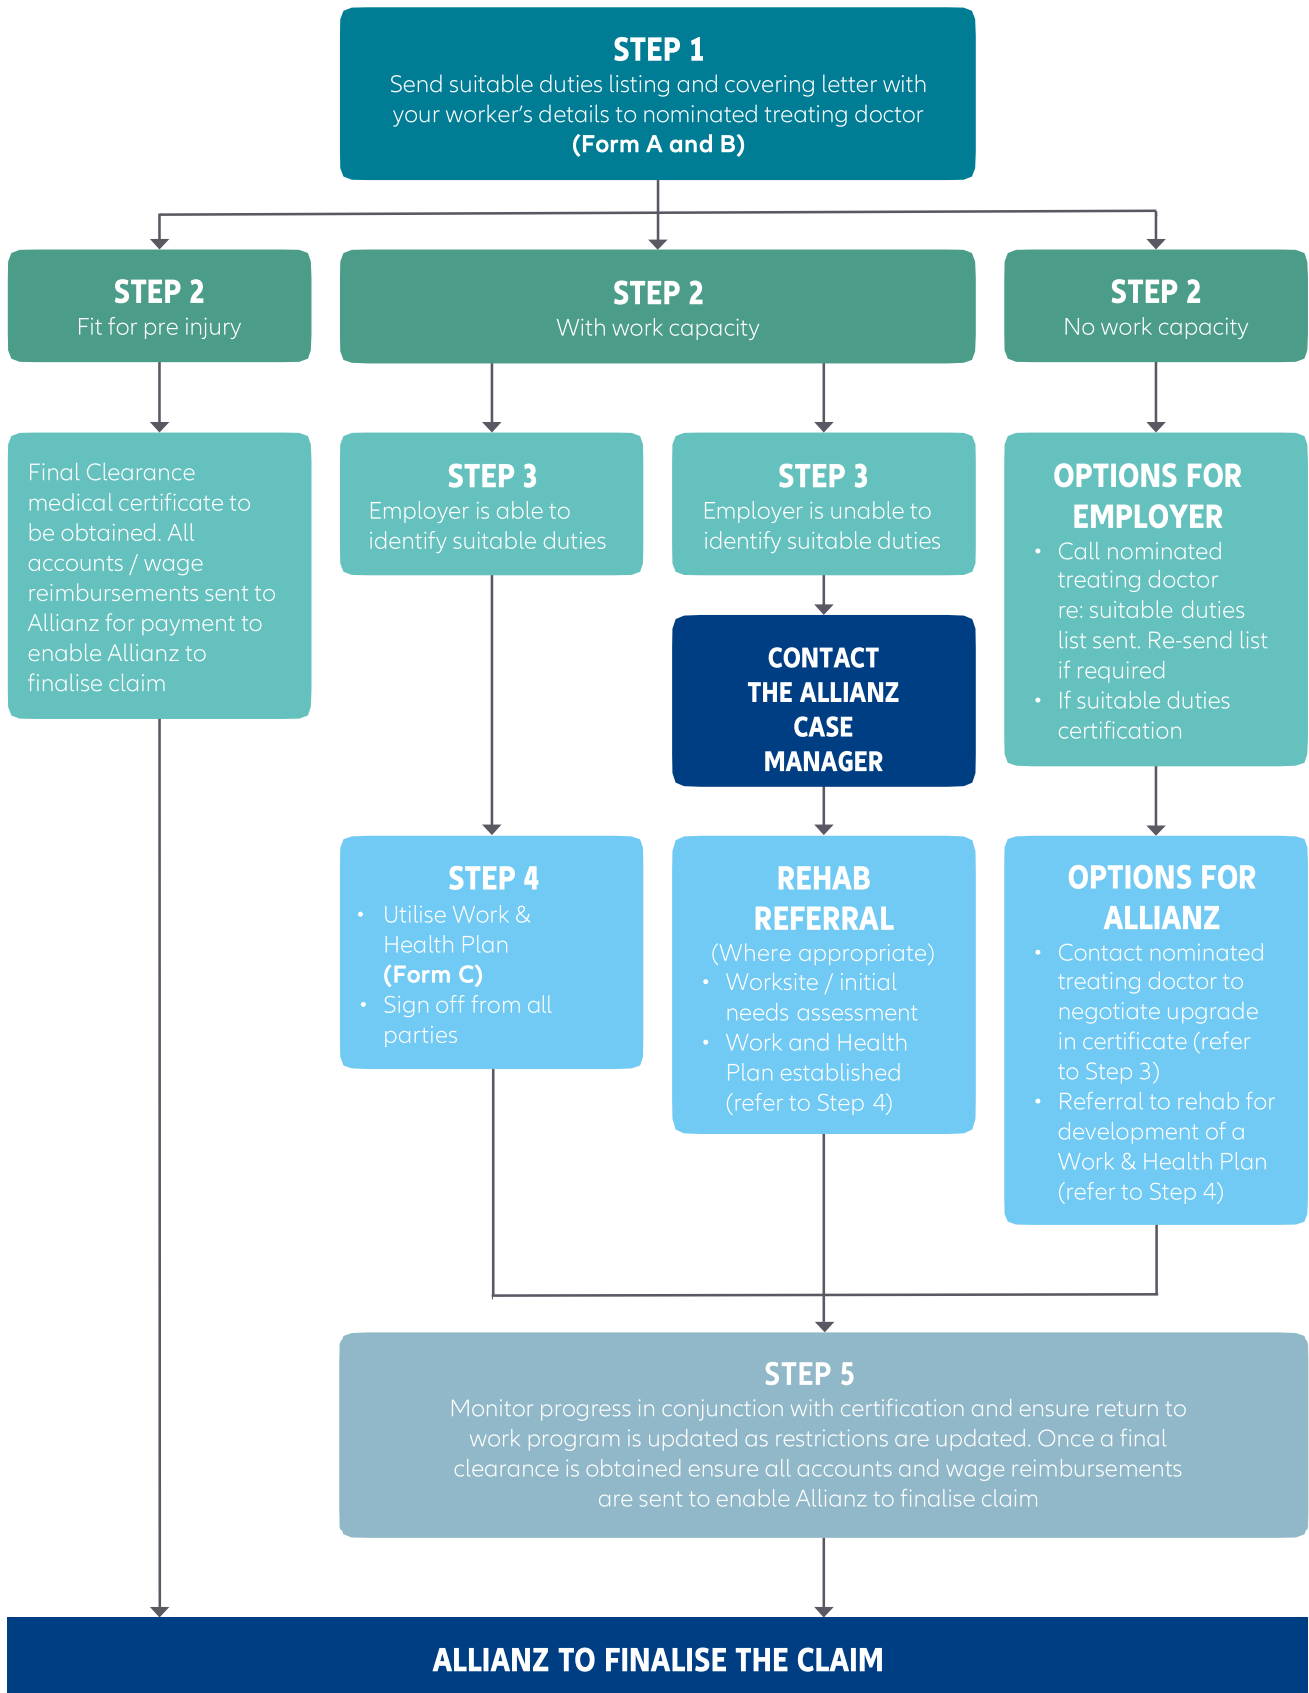 STEP 1
Send suitable duties listing and covering letter with
your worker's details to nominated treating doctor
(Form A and B)
STEP 2
Fit for pre injury
STEP 2
With work capacity
STEP 2
No work capacity
Final Clearance
medical certificate to
be obtained. All
accounts / wage
reimbursements sent to
Allianz for payment to
enable Allianz to
finalise claim
STEP 3
Employer is able to
identify suitable duties
STEP 3
Employer is unable to
identify suitable duties
OPTIONS FOR
EMPLOYER
• Call nominated
treating doctor
re: suitable duties
list sent. Re-send list
if required
• If suitable duties
certification
CONTACT
THE ALLIANZ
CASE
MANAGER
STEP 4
• Utilise Work &
Health Plan
(Form C)
• Sign off from all
parties
REHAB
REFERRAL
(Where appropriate)
• Worksite / initial
needs assessment
• Work and Health
Plan established
(refer to Step 4)
OPTIONS FOR
ALLIANZ
• Contact nominated
treating doctor to
negotiate upgrade
in certificate (refer
to Step 3)
• Referral to rehab for
development of a
Work & Health Plan
(refer to Step 4)
STEP 5
Monitor progress in conjunction with certification and ensure return to
work program is updated as restrictions are updated. Once a final
clearance is obtained ensure all accounts and wage reimbursements
are sent to enable Allianz to finalise claim
ALLIANZ TO FINALISE THE CLAIM